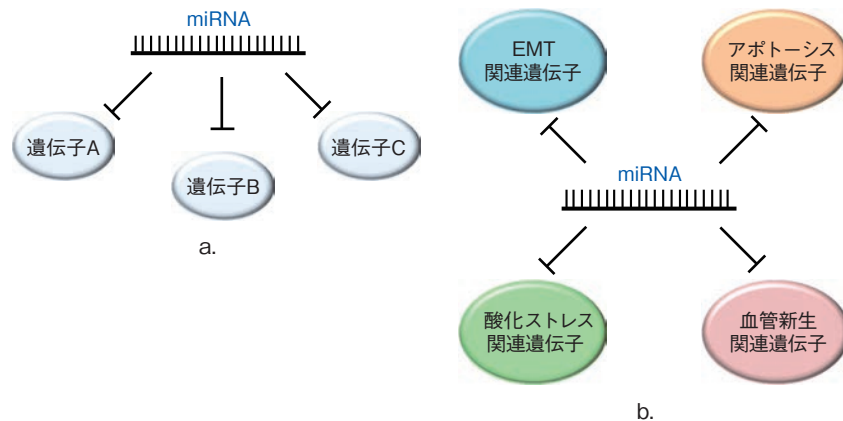 miRNA
遺伝子A
遺伝子B
遺伝子C
a.
EMT
関連遺伝子
アポトーシス
関連遺伝子
miRNA
酸化ストレス
関連遺伝子
血管新生
関連遺伝子
b.